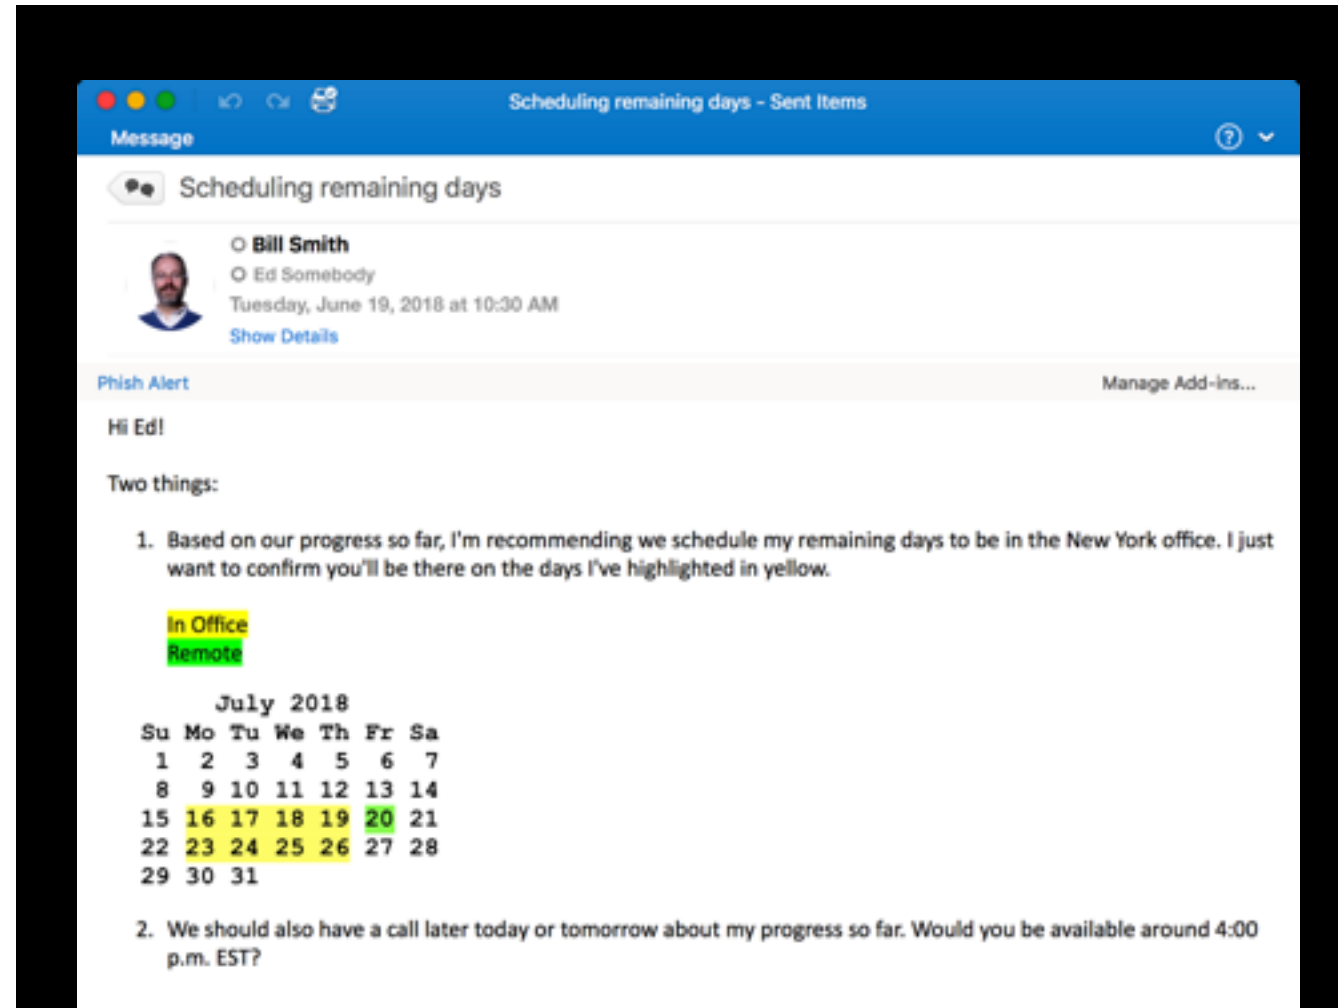 Scheduling remaining days - Sent Items
Message
Scheduling remaining days
Bill Smith
Ed Somebody
Tuesday, June 19, 2018 at 10:30 AM
Show Details
Phish Alert Manage Add-ins...
Hi Ed!
Two things:
1. Based on our progress so far, I'm recommending we schedule my remaining days to be in the New York office. I just
want to confirm you'll be there on the days I've highlighted in yellow.
In Office
Remote
July 2018
Su Mo Tu We Th Fr Sa
1 2 3 4 5 6 7
8 9 10 11 12 13 14
15 16 17 18 19 20 21
22 23 24 25 26 27 28
29 30 31
2. We should also have a call later today or tomorrow about my progress so far. Would you be available around 4:00
p.m. EST?